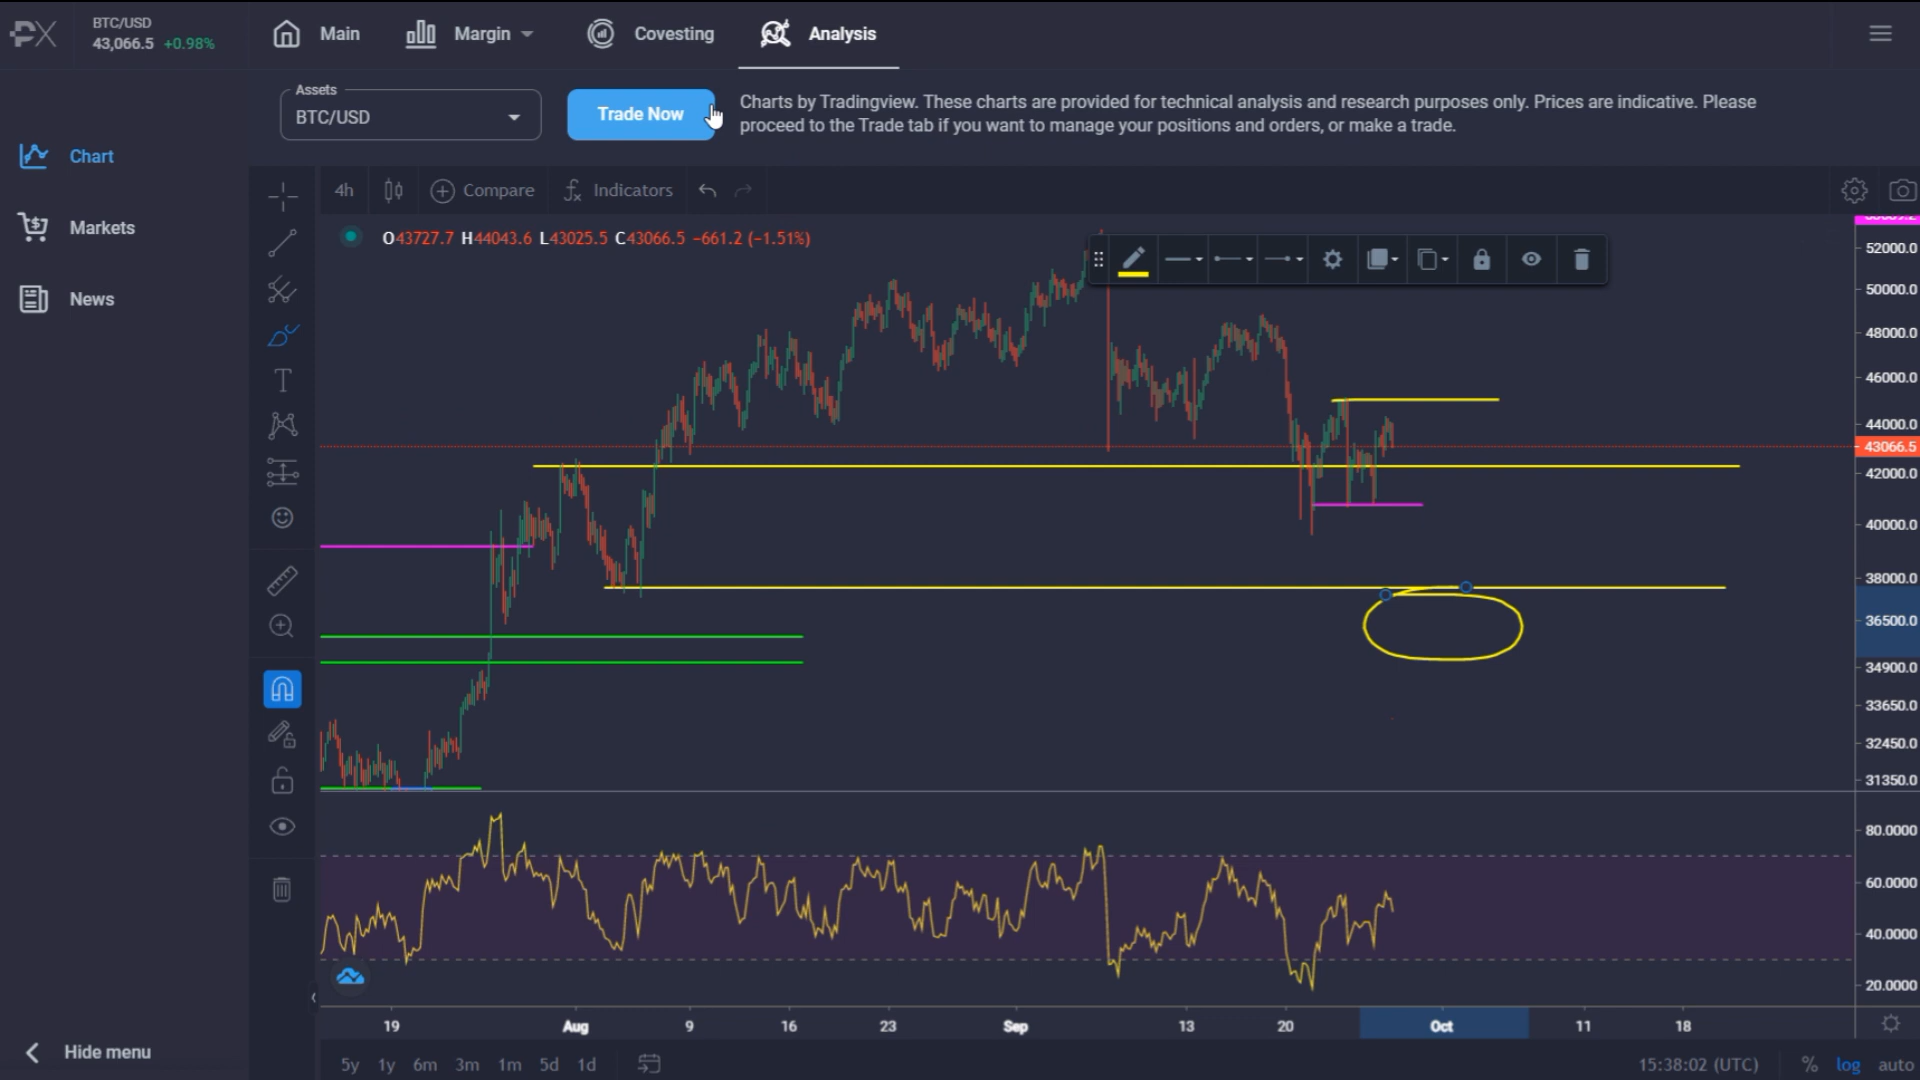 PX
BTC/USD
43,066.5 +0.98%
Main
Margin
Covesting
Analysis
Assets
BTC/USD
Trade Now
Charts by Tradingview. These charts are provided for technical analysis and research purposes only. Prices are indicative. Please
proceed to the Trade tab if you want to manage your positions and orders, or make a trade.
Chart
Markets
News
Hide menu
4h
Compare
Indicators
O43727.7 H44043.6 L43025.5 C43066.5 −661.2 (−1.51%)
52000.0
50000.0
48000.0
46000.0
44000.0
43066.5
42000.0
40000.0
38000.0
36500.0
34900.0
33650.0
32450.0
31350.0
80.0000
60.0000
40.0000
20.0000
19 Aug 9 16 23 Sep 13 20 Oct 11 18
5y 1y 6m 3m 1m 5d 1d
15:38:02 (UTC) % log auto